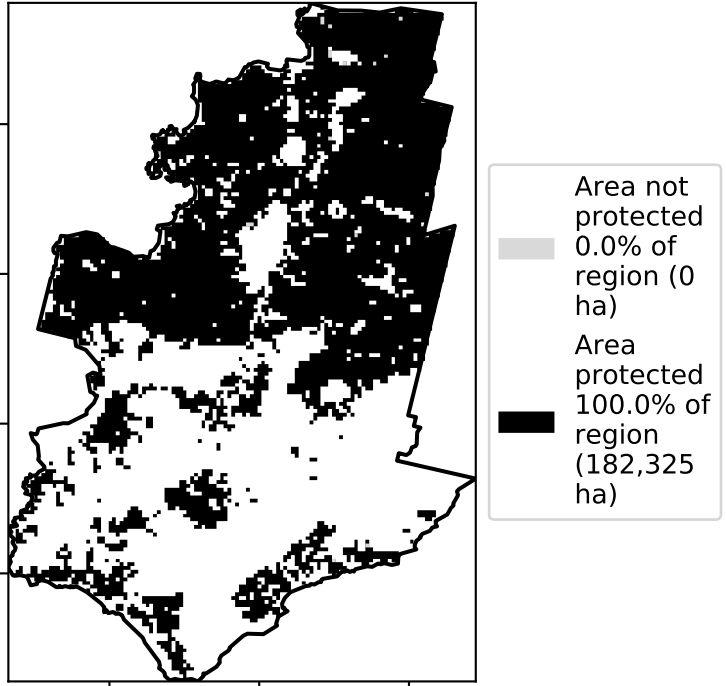 Area not
protected
0.0% of
region (0
ha)
Area
protected
100.0% of
region
(182,325
ha)